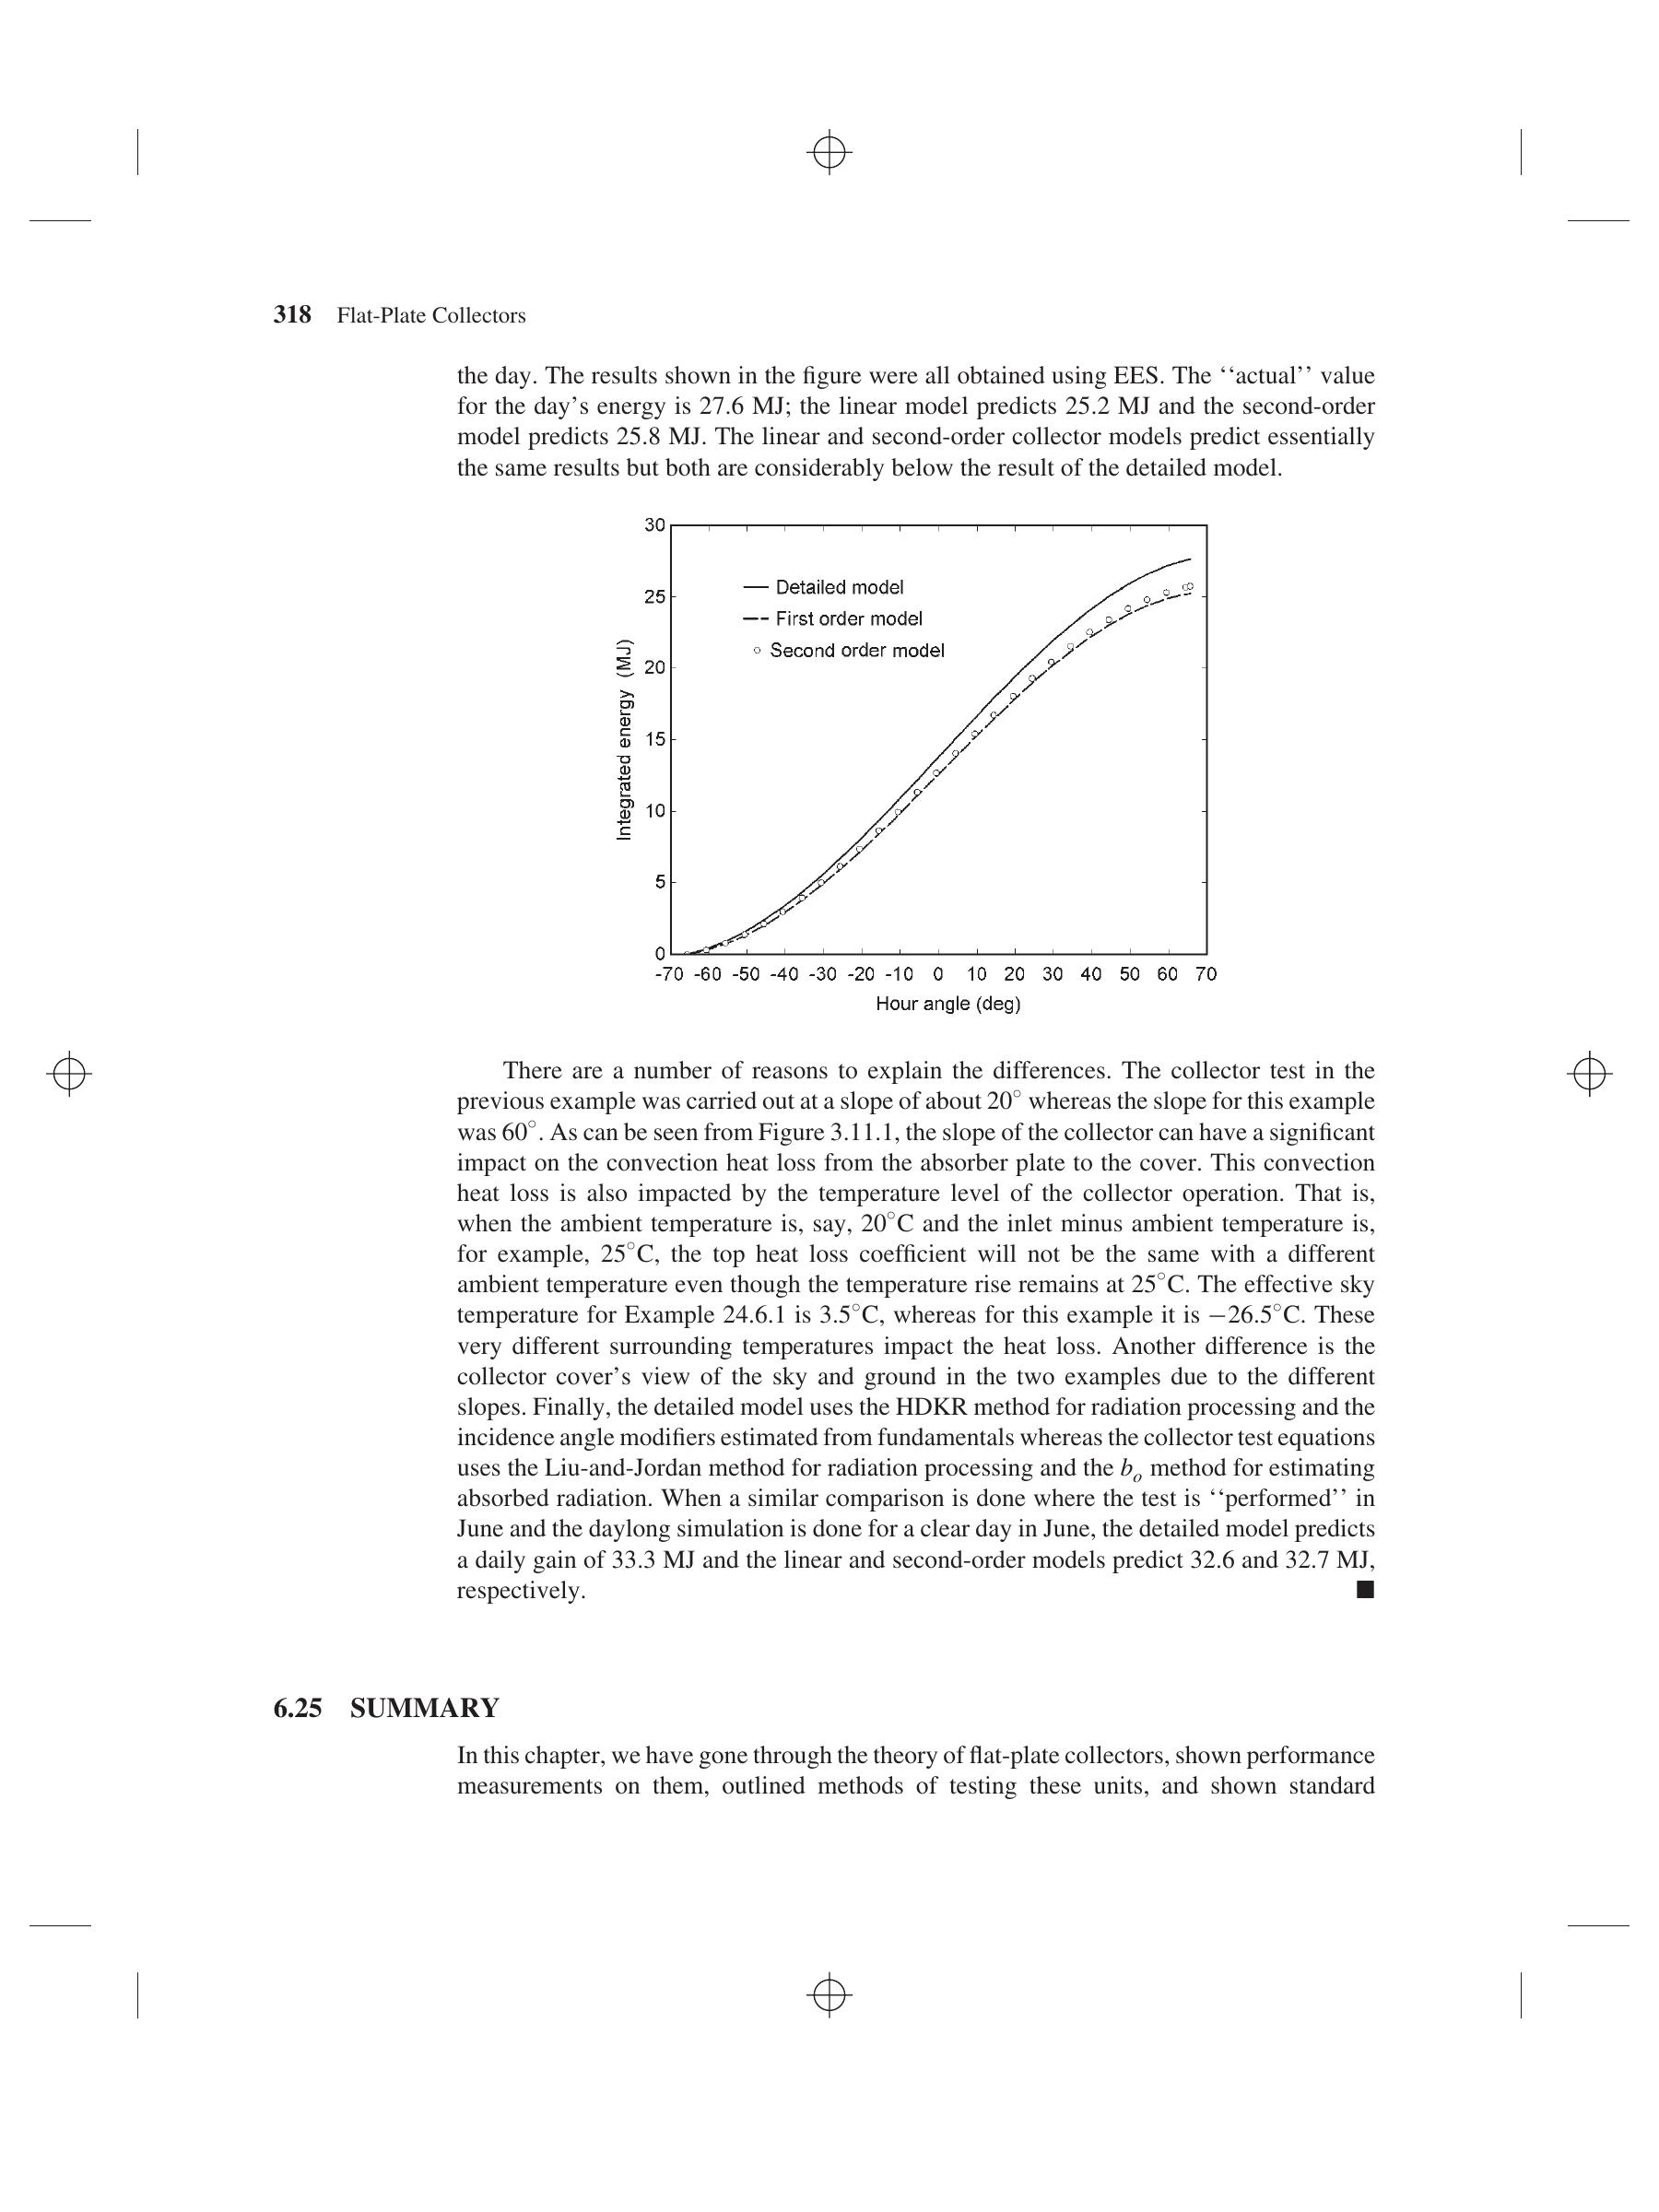 318 Flat-Plate Collectors
the day. The results shown in the figure were all obtained using EES. The ‘‘actual’’ value
for the day’s energy is 27.6 MJ; the linear model predicts 25.2 MJ and the second-order
model predicts 25.8 MJ. The linear and second-order collector models predict essentially
the same results but both are considerably below the result of the detailed model.
30
25
20
15
10
5
0
Integrated energy (MJ)
Detailed model
First order model
Second order model
-70 -60 -50 -40 -30 -20 -10 0 10 20 30 40 50 60 70
Hour angle (deg)
There are a number of reasons to explain the differences. The collector test in the
previous example was carried out at a slope of about 20° whereas the slope for this example
was 60°. As can be seen from Figure 3.11.1, the slope of the collector can have a significant
impact on the convection heat loss from the absorber plate to the cover. This convection
heat loss is also impacted by the temperature level of the collector operation. That is,
when the ambient temperature is, say, 20°C and the inlet minus ambient temperature is,
for example, 25°C, the top heat loss coefficient will not be the same with a different
ambient temperature even though the temperature rise remains at 25°C. The effective sky
temperature for Example 24.6.1 is 3.5°C, whereas for this example it is −26.5°C. These
very different surrounding temperatures impact the heat loss. Another difference is the
collector cover’s view of the sky and ground in the two examples due to the different
slopes. Finally, the detailed model uses the HDKR method for radiation processing and the
incidence angle modifiers estimated from fundamentals whereas the collector test equations
uses the Liu-and-Jordan method for radiation processing and the b_o method for estimating
absorbed radiation. When a similar comparison is done where the test is ‘‘performed’’ in
June and the daylong simulation is done for a clear day in June, the detailed model predicts
a daily gain of 33.3 MJ and the linear and second-order models predict 32.6 and 32.7 MJ,
respectively. ■
6.25 SUMMARY
In this chapter, we have gone through the theory of flat-plate collectors, shown performance
measurements on them, outlined methods of testing these units, and shown standard